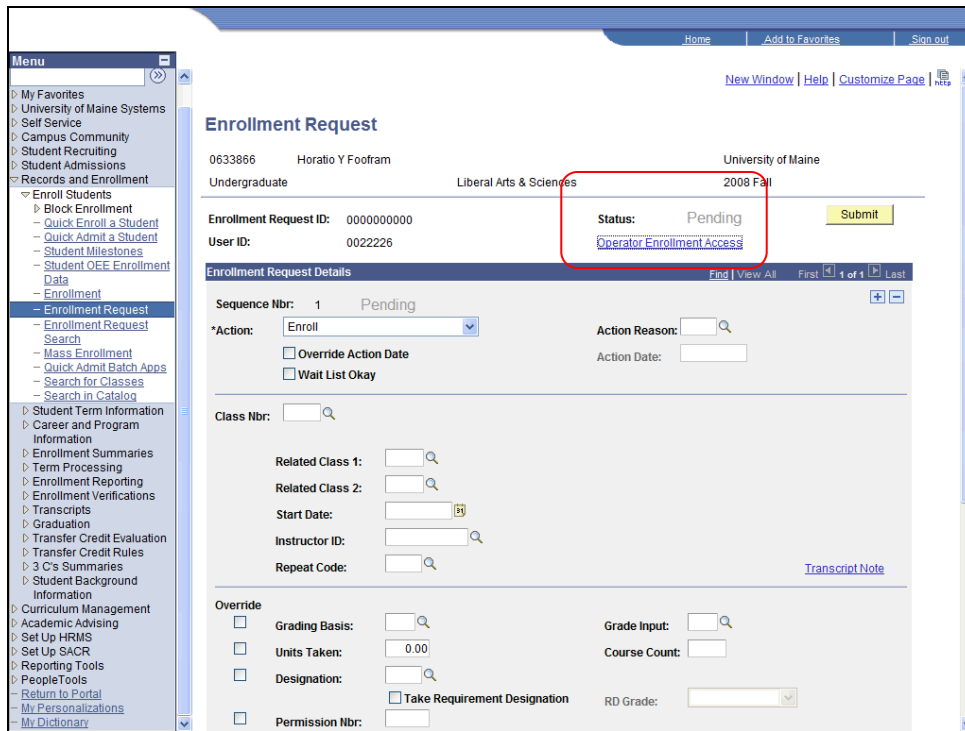 Home Add to Favorites Sign out
Menu
New Window | Help | Customize Page | http
My Favorites
University of Maine Systems
Self Service
Campus Community
Student Recruiting
Student Admissions
Records and Enrollment
Enroll Students
Block Enrollment
Quick Enroll a Student
Quick Admit a Student
Student Milestones
Student OEE Enrollment
Data
Enrollment
Enrollment Request
Enrollment Request
Search
Mass Enrollment
Quick Admit Batch Apps
Search for Classes
Search in Catalog
Student Term Information
Career and Program
Information
Enrollment Summaries
Term Processing
Enrollment Reporting
Enrollment Verifications
Transcripts
Graduation
Transfer Credit Evaluation
Transfer Credit Rules
3 C's Summaries
Student Background
Information
Curriculum Management
Academic Advising
Set Up HRMS
Set Up SACR
Reporting Tools
PeopleTools
Return to Portal
My Personalizations
My Dictionary
Enrollment Request
0633866 Horatio Y Foofram University of Maine
Undergraduate Liberal Arts & Sciences 2008 Fall
Enrollment Request ID: 0000000000 Status: Pending Submit
User ID: 0022226 Operator Enrollment Access
Enrollment Request Details Find | View All First 1 of 1 Last
Sequence Nbr: 1 Pending
*Action: Enroll Action Reason:
Override Action Date Action Date:
Wait List Okay
Class Nbr:
Related Class 1:
Related Class 2:
Start Date: 31
Instructor ID:
Repeat Code: Transcript Note
Override
Grading Basis: Grade Input:
Units Taken: 0.00 Course Count:
Designation:
Take Requirement Designation RD Grade:
Permission Nbr: